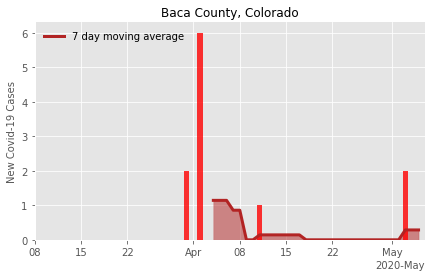 Baca County, Colorado
7 day moving average
New Covid-19 Cases
6
5
4
3
2
1
0
08 15 22 Apr 08 15 22 May
2020-May